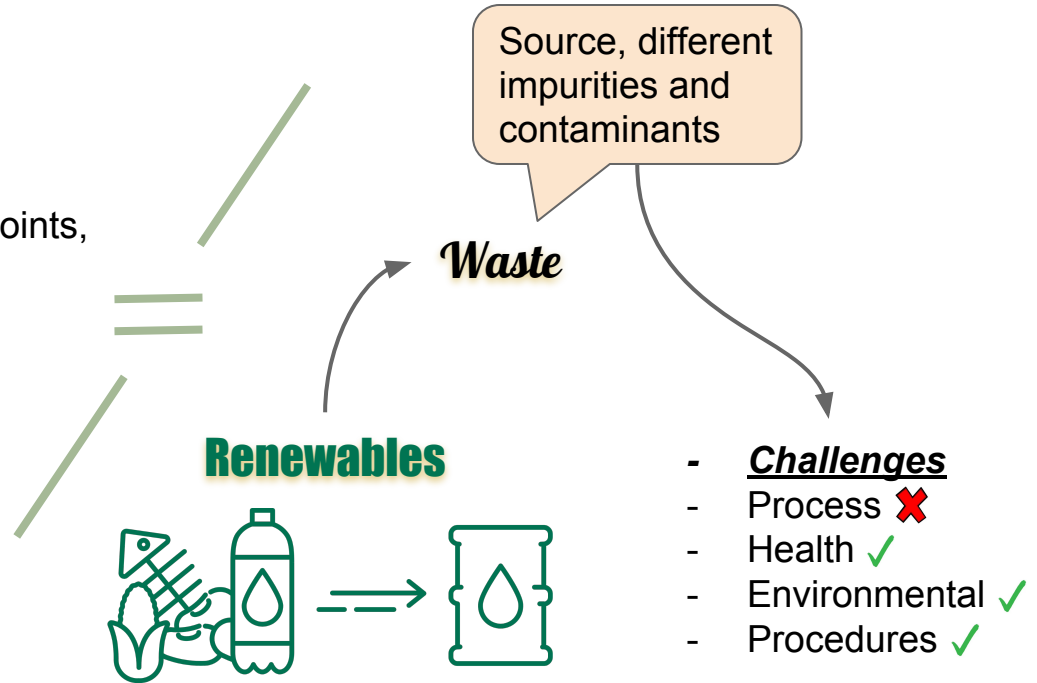 Source, different
impurities and
contaminants
oints,
Waste
Renewables
- Challenges
- Process ❌
- Health ✓
- Environmental ✓
- Procedures ✓